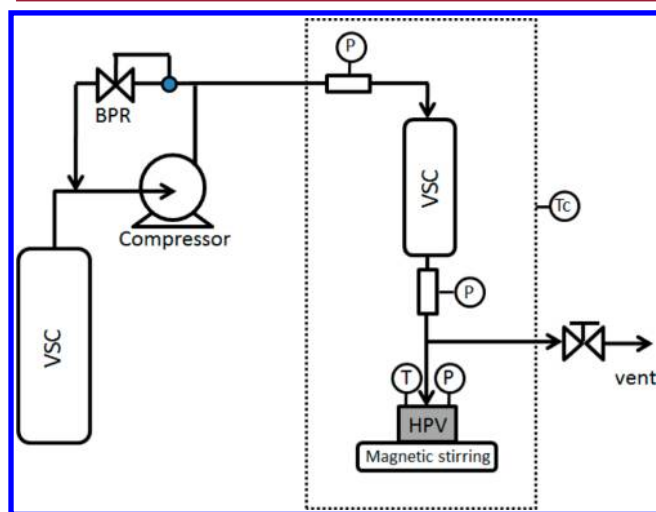 P
BPR
VSC
Compressor
Tc
VSC
P
vent
T
P
HPV
Magnetic stirring